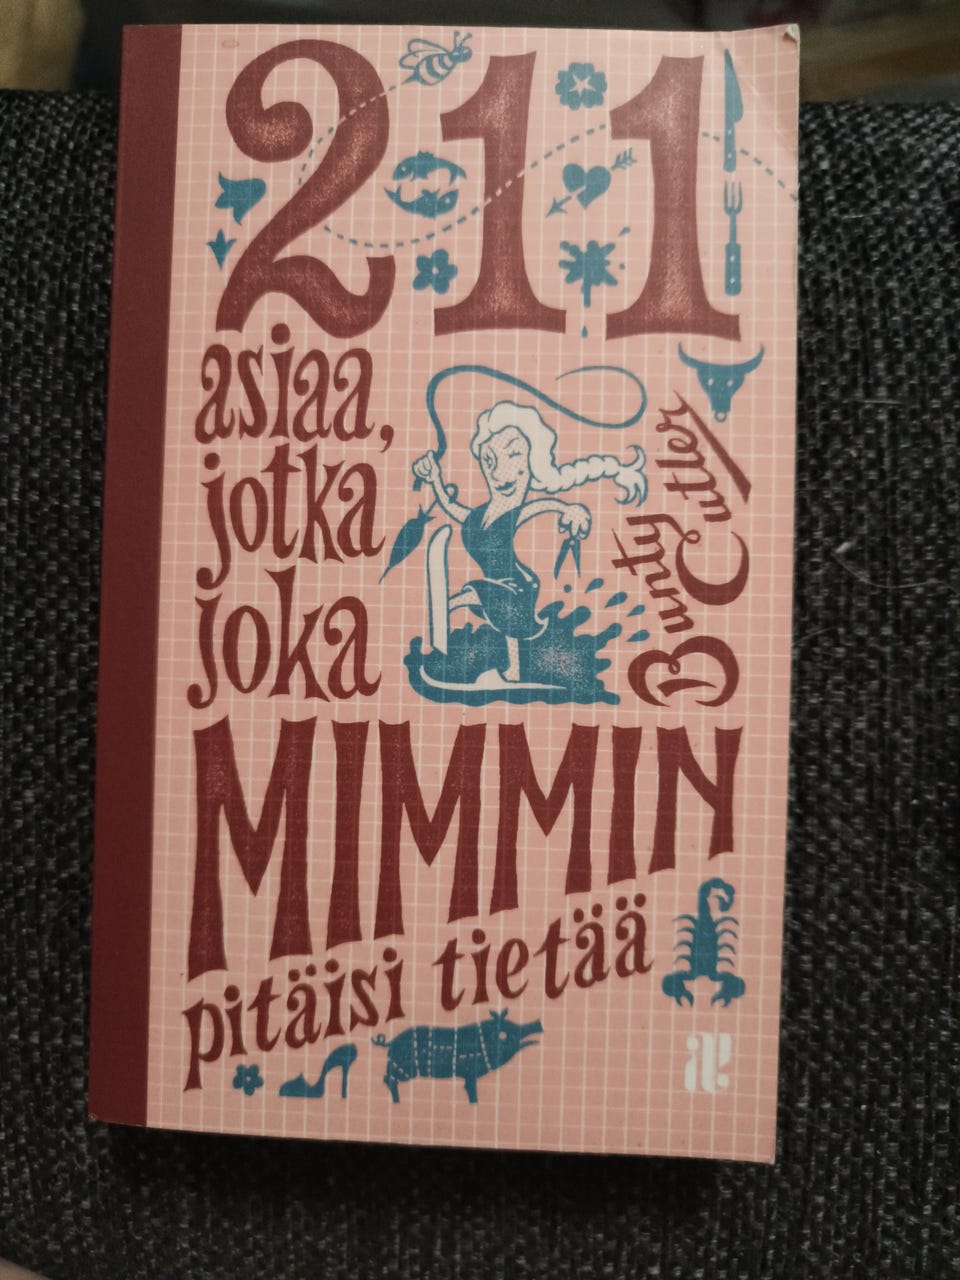 211
asiaa,
jotka
joka
Bunty
Cutler
MIMMIN
pitäisi tietää